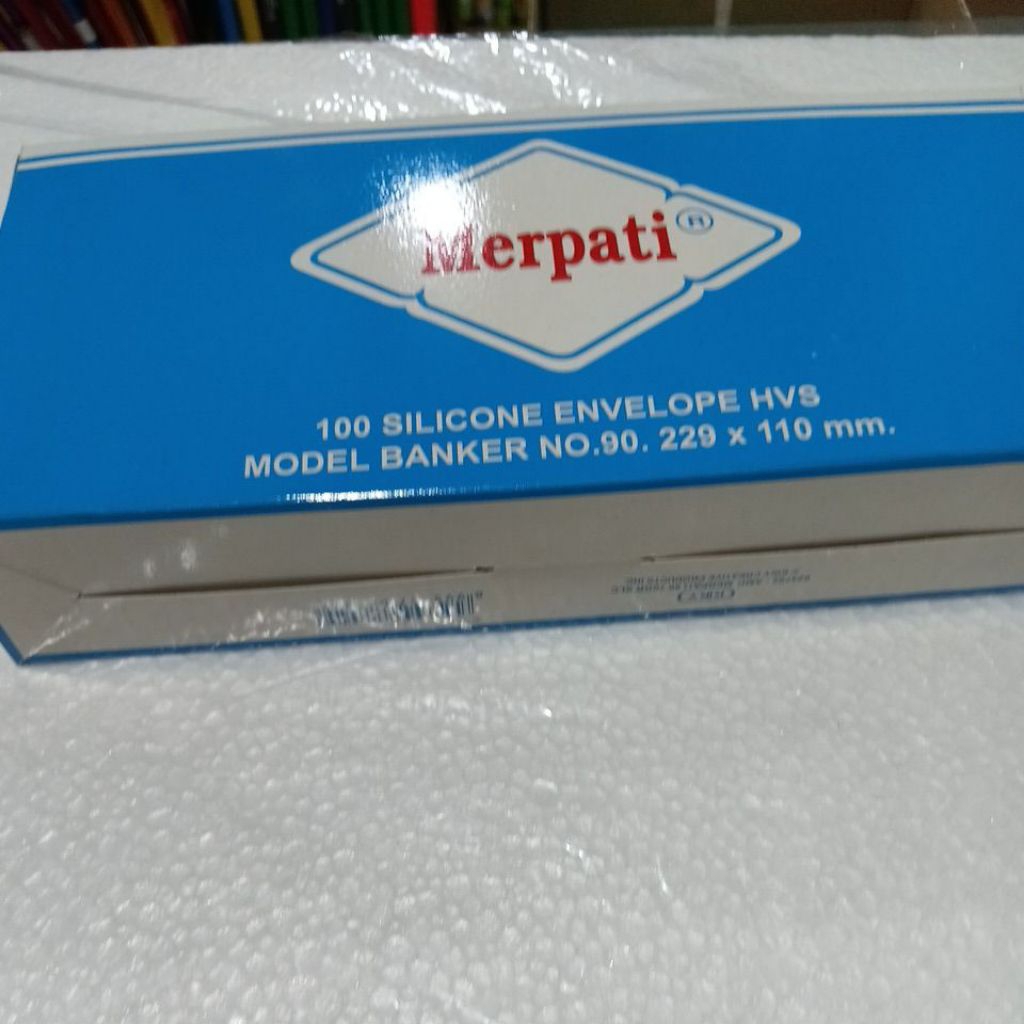 Merpati ®
100 SILICONE ENVELOPE HVS
MODEL BANKER NO.90. 229 x 110 mm.